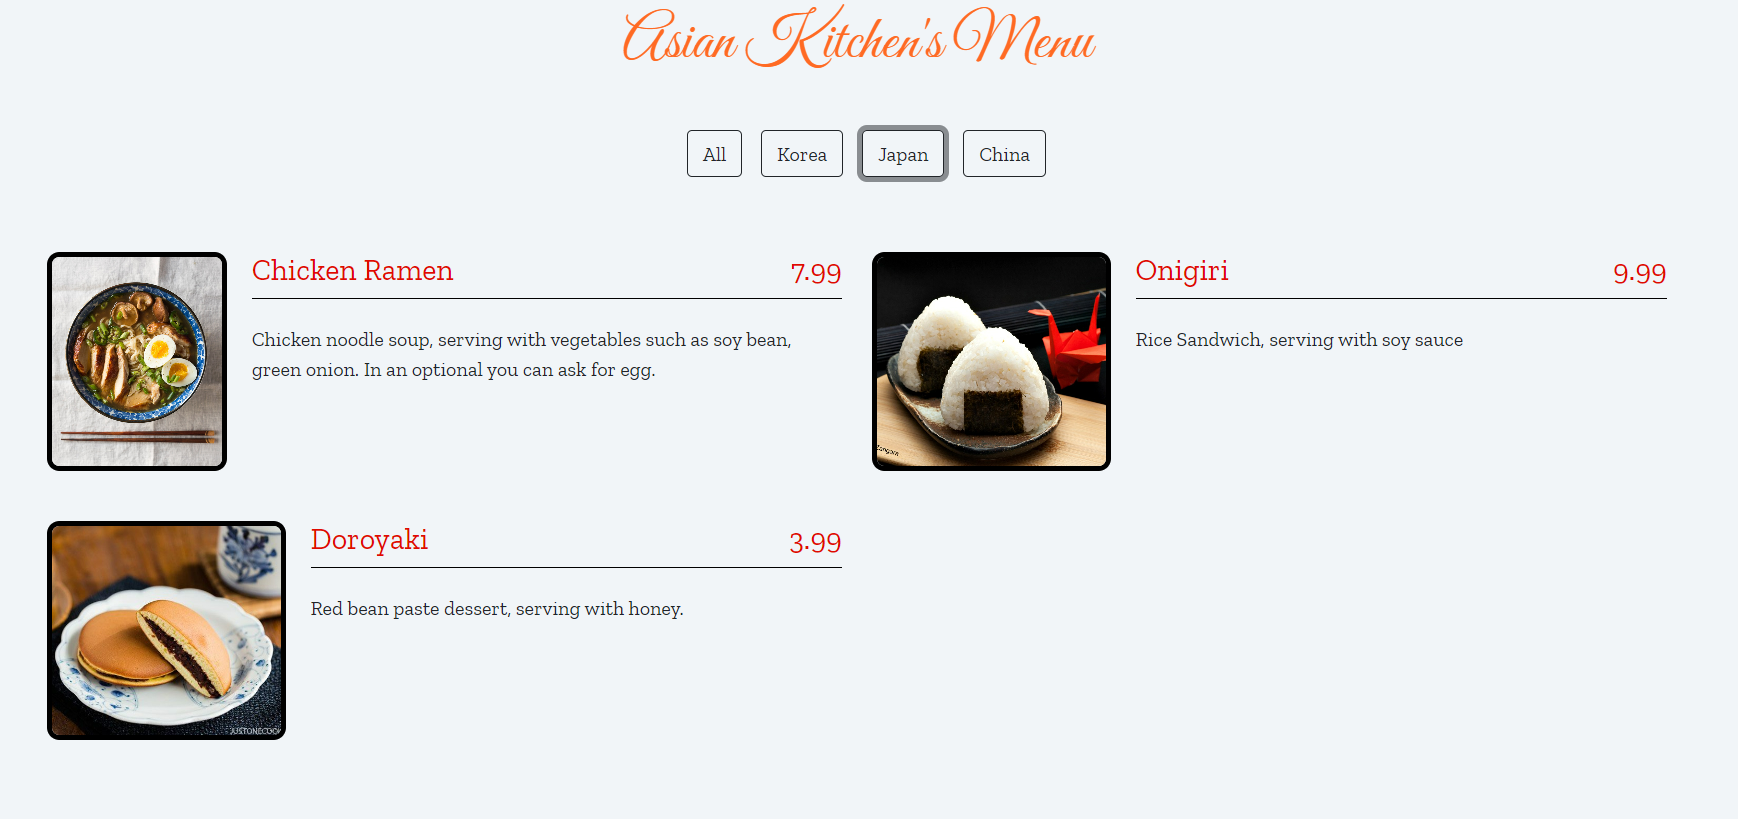 Asian Kitchen's Menu
All Korea Japan China
Chicken Ramen 7.99
Chicken noodle soup, serving with vegetables such as soy bean,
green onion. In an optional you can ask for egg.
Onigiri 9.99
Rice Sandwich, serving with soy sauce
Doroyaki 3.99
Red bean paste dessert, serving with honey.